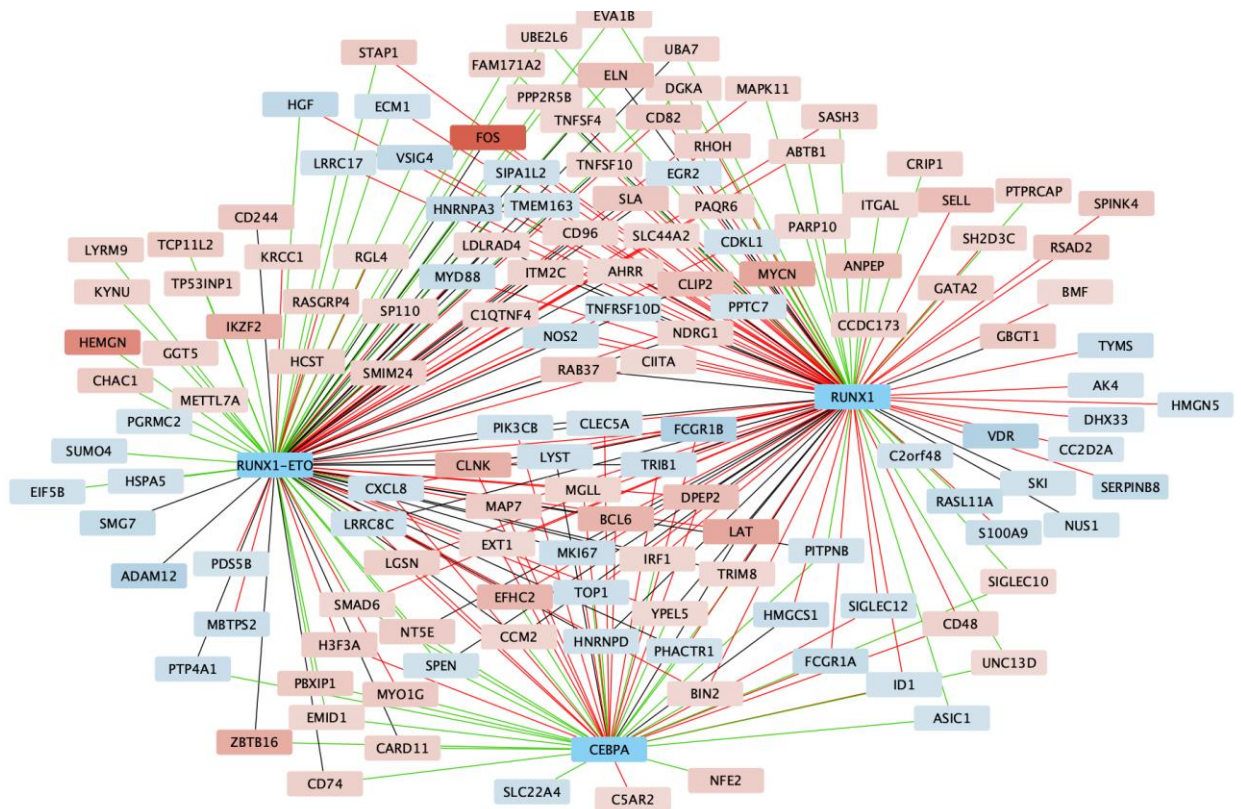 EVA1B
UBE2L6
STAP1
UBA7
FAM171A2
ELN
DGKA
MAPK11
PPP2R5B
HGF
ECM1
TNFSF4
CD82
SASH3
FOS
RHOH
ABTB1
LRRC17
VSIG4
TNFSF10
CRIP1
SIPA1L2
EGR2
PTPRCAP
HNRNPA3
TMEM163
SLA
PAQR6
ITGAL
SELL
SPINK4
CD244
CD96
SLC44A2
PARP10
SH2D3C
TCP11L2
LYRM9
KRCC1
RGL4
LDLRAD4
CDKL1
RSAD2
MYD88
ITM2C
AHRR
MYCN
ANPEP
TP53INP1
KYNU
RASGRP4
SP110
CLIP2
GATA2
BMF
C1QTNF4
TNFRSF10D
PPTC7
IKZF2
CCDC173
HEMGN
NOS2
NDRG1
GBGT1
TYMS
GGT5
HCST
CIITA
CHAC1
SMIM24
RAB37
METTL7A
RUNX1
AK4
HMGN5
PGRMC2
DHX33
PIK3CB
CLEC5A
FCGR1B
VDR
SUMO4
CC2D2A
RUNX1-ETO
CLNK
LYST
TRIB1
C2orf48
HSPA5
SKI
SERPINB8
EIF5B
CXCL8
MGLL
DPEP2
RASL11A
MAP7
SMG7
LRRC8C
BCL6
LAT
NUS1
S100A9
EXT1
MKI67
PITPNB
PDS5B
LGSN
IRF1
ADAM12
TRIM8
SIGLEC10
TOP1
SMAD6
EFHC2
YPEL5
HMGCS1
SIGLEC12
MBTPS2
NT5E
CD48
H3F3A
CCM2
HNRNPD
PHACTR1
PTP4A1
SPEN
FCGR1A
UNC13D
PBXIP1
MYO1G
BIN2
ID1
EMID1
ASIC1
ZBTB16
CARD11
CEBPA
CD74
NFE2
SLC22A4
C5AR2